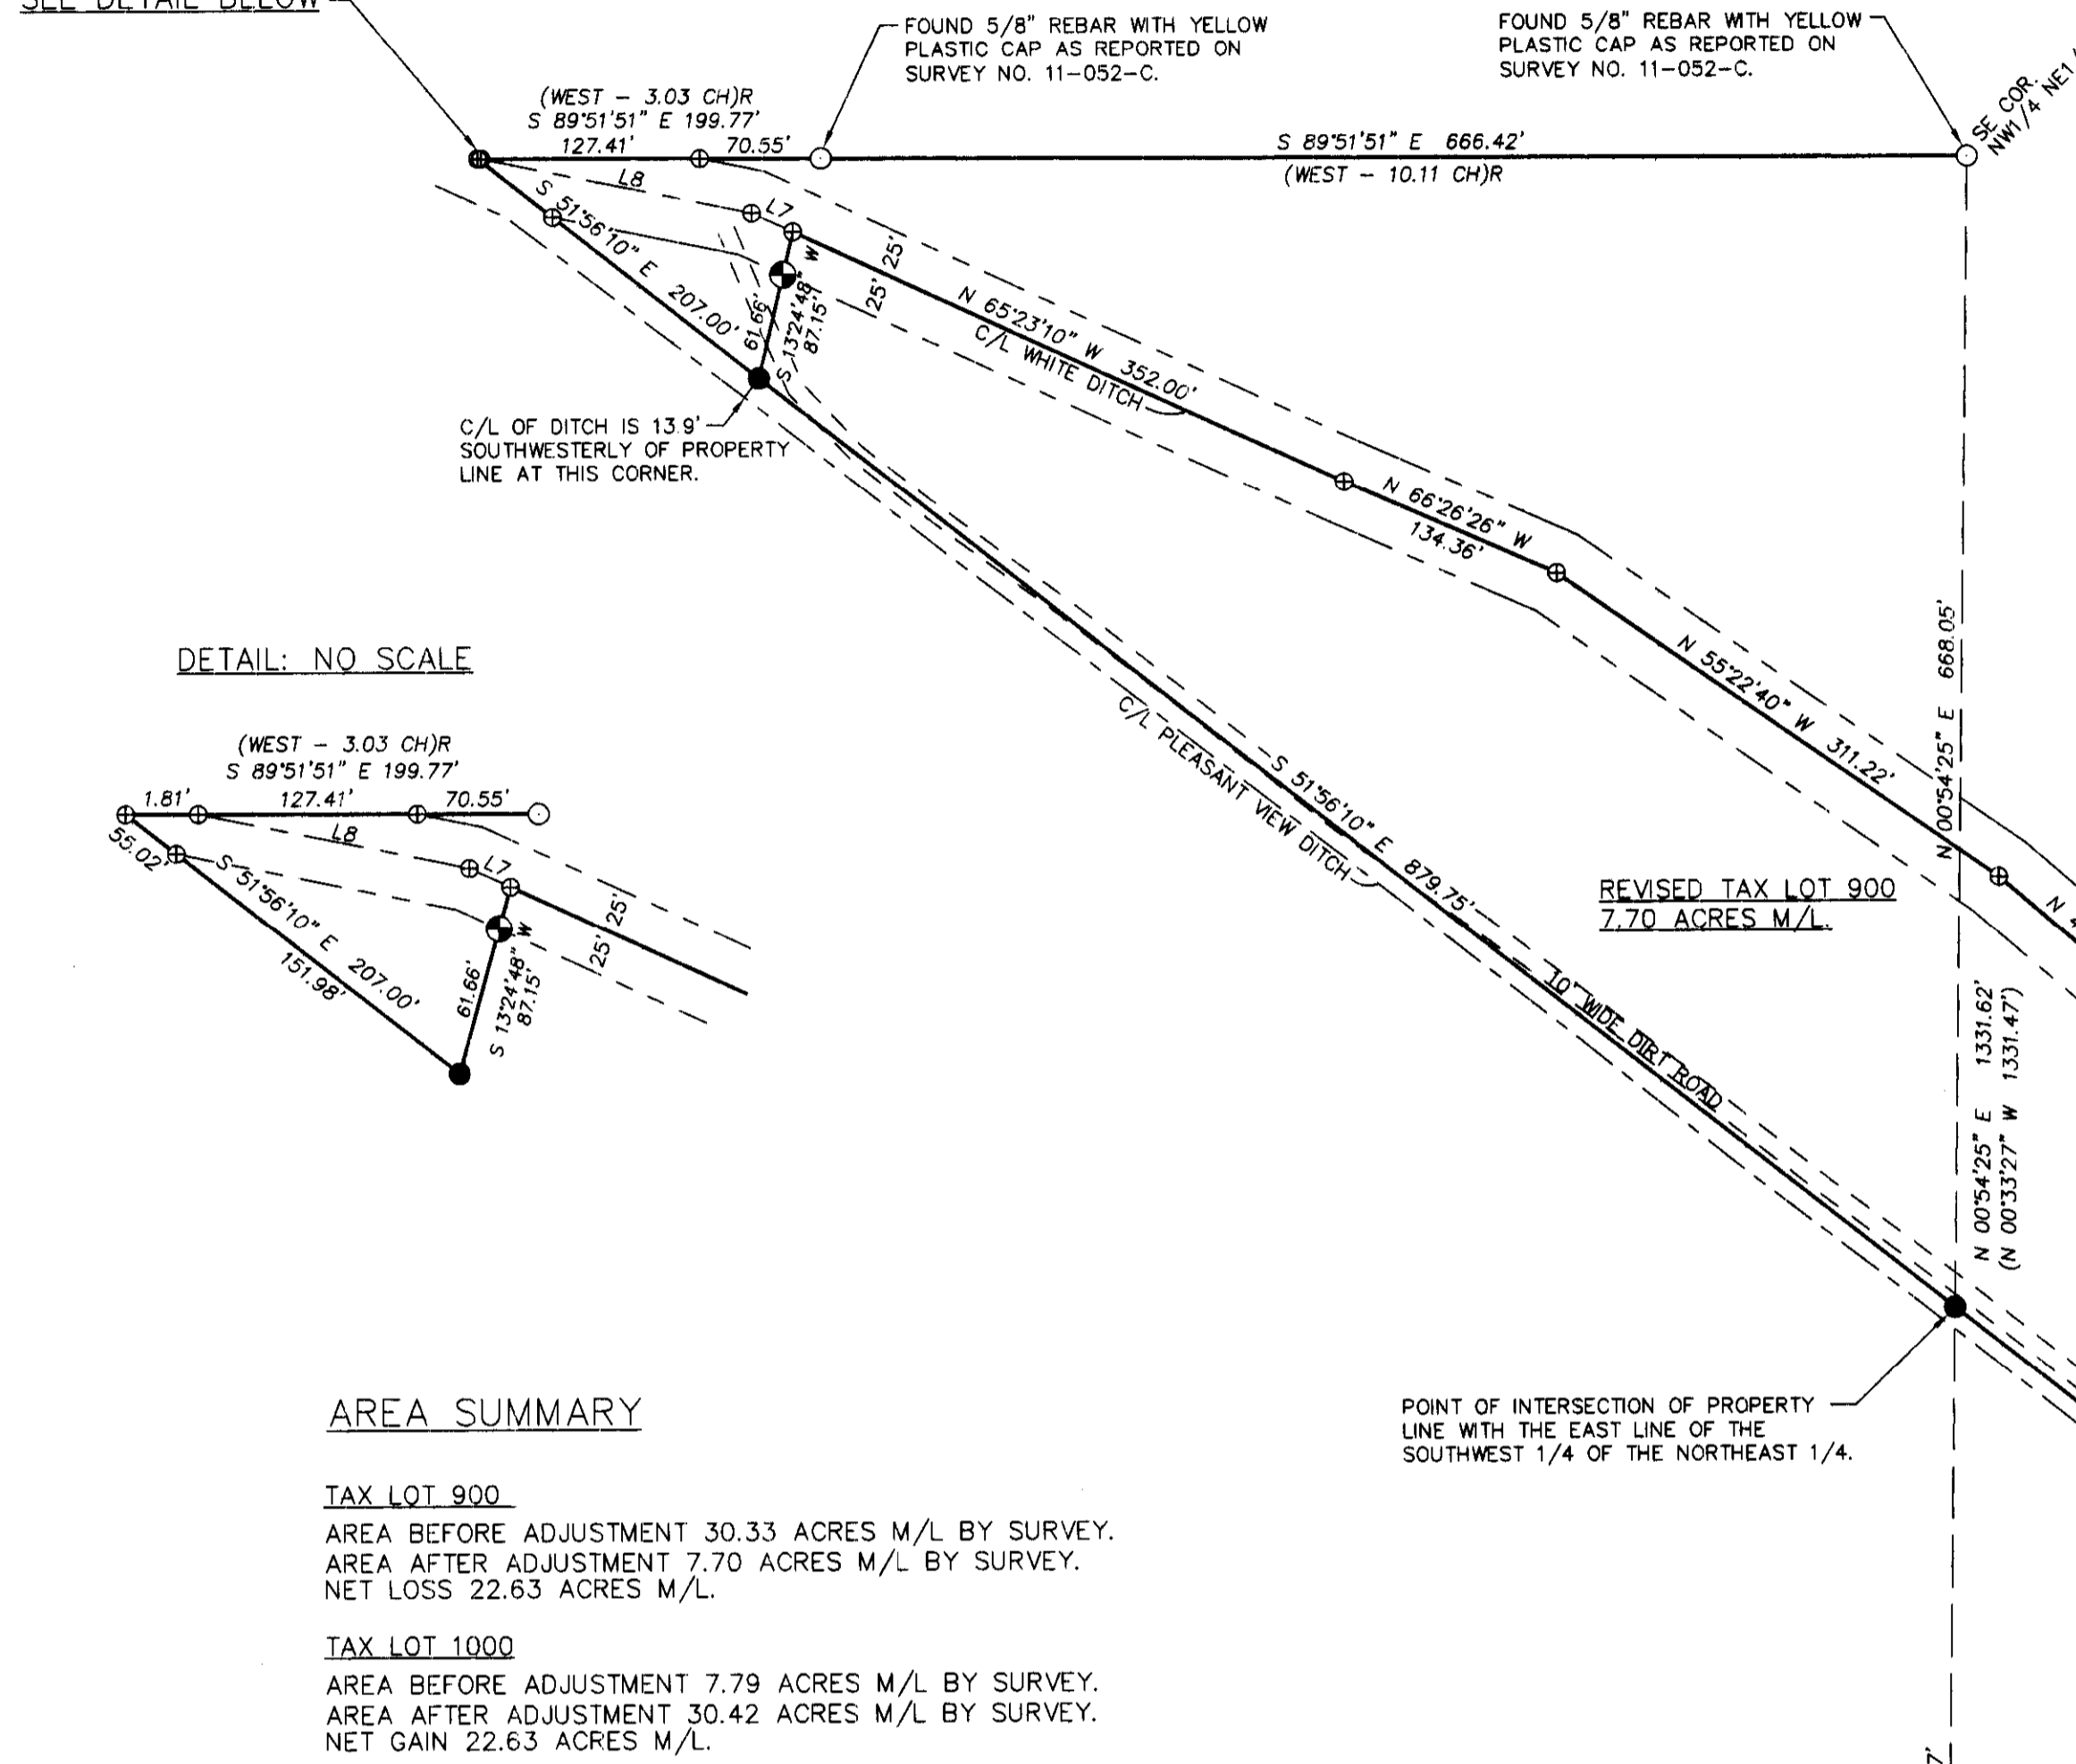 SEE DETAIL BELOW
FOUND 5/8" REBAR WITH YELLOW
PLASTIC CAP AS REPORTED ON
SURVEY NO. 11-052-C.
FOUND 5/8" REBAR WITH YELLOW
PLASTIC CAP AS REPORTED ON
SURVEY NO. 11-052-C.
SE COR.
NW1/4 NE1
(WEST - 3.03 CH)R
S 89°51'51" E 199.77'
127.41'
70.55'
S 89°51'51" E 666.42'
(WEST - 10.11 CH)R
L8
L7
S 51°56'10" E 207.00'
61.66'
S 13°24'48" W
87.15'
25'
25'
N 65°23'10" W 352.00'
C/L WHITE DITCH
C/L OF DITCH IS 13.9'
SOUTHWESTERLY OF PROPERTY
LINE AT THIS CORNER.
N 66°26'26" W
134.36'
N 55°22'40" W 311.22'
N 00°54'25" E 668.05'
DETAIL: NO SCALE
(WEST - 3.03 CH)R
S 89°51'51" E 199.77'
1.81'
127.41'
70.55'
L8
L7
55.02'
S 51°56'10" E 207.00'
151.98'
61.66'
S 13°24'48" W
87.15'
25'
25'
C/L PLEASANT VIEW DITCH
S 51°56'10" E 879.75'
REVISED TAX LOT 900
7.70 ACRES M/L.
N 4
10' WIDE DIRT ROAD
N 00°54'25" E 1331.62'
(N 00°33'27" W 1331.47')
POINT OF INTERSECTION OF PROPERTY
LINE WITH THE EAST LINE OF THE
SOUTHWEST 1/4 OF THE NORTHEAST 1/4.
AREA SUMMARY
TAX LOT 900
AREA BEFORE ADJUSTMENT 30.33 ACRES M/L BY SURVEY.
AREA AFTER ADJUSTMENT 7.70 ACRES M/L BY SURVEY.
NET LOSS 22.63 ACRES M/L.
TAX LOT 1000
AREA BEFORE ADJUSTMENT 7.79 ACRES M/L BY SURVEY.
AREA AFTER ADJUSTMENT 30.42 ACRES M/L BY SURVEY.
NET GAIN 22.63 ACRES M/L.
7'